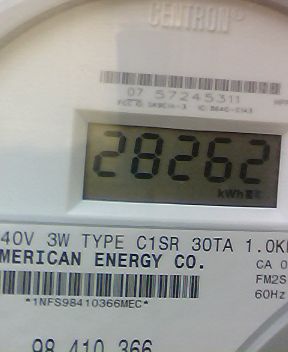 CENTRON®
07 57245311
28262
kWh
40V 3W TYPE C1SR 30TA 1.0K
MERICAN ENERGY CO.
CA 0
FM2S
60Hz
*1NFS98410366MEC*
98 410 366